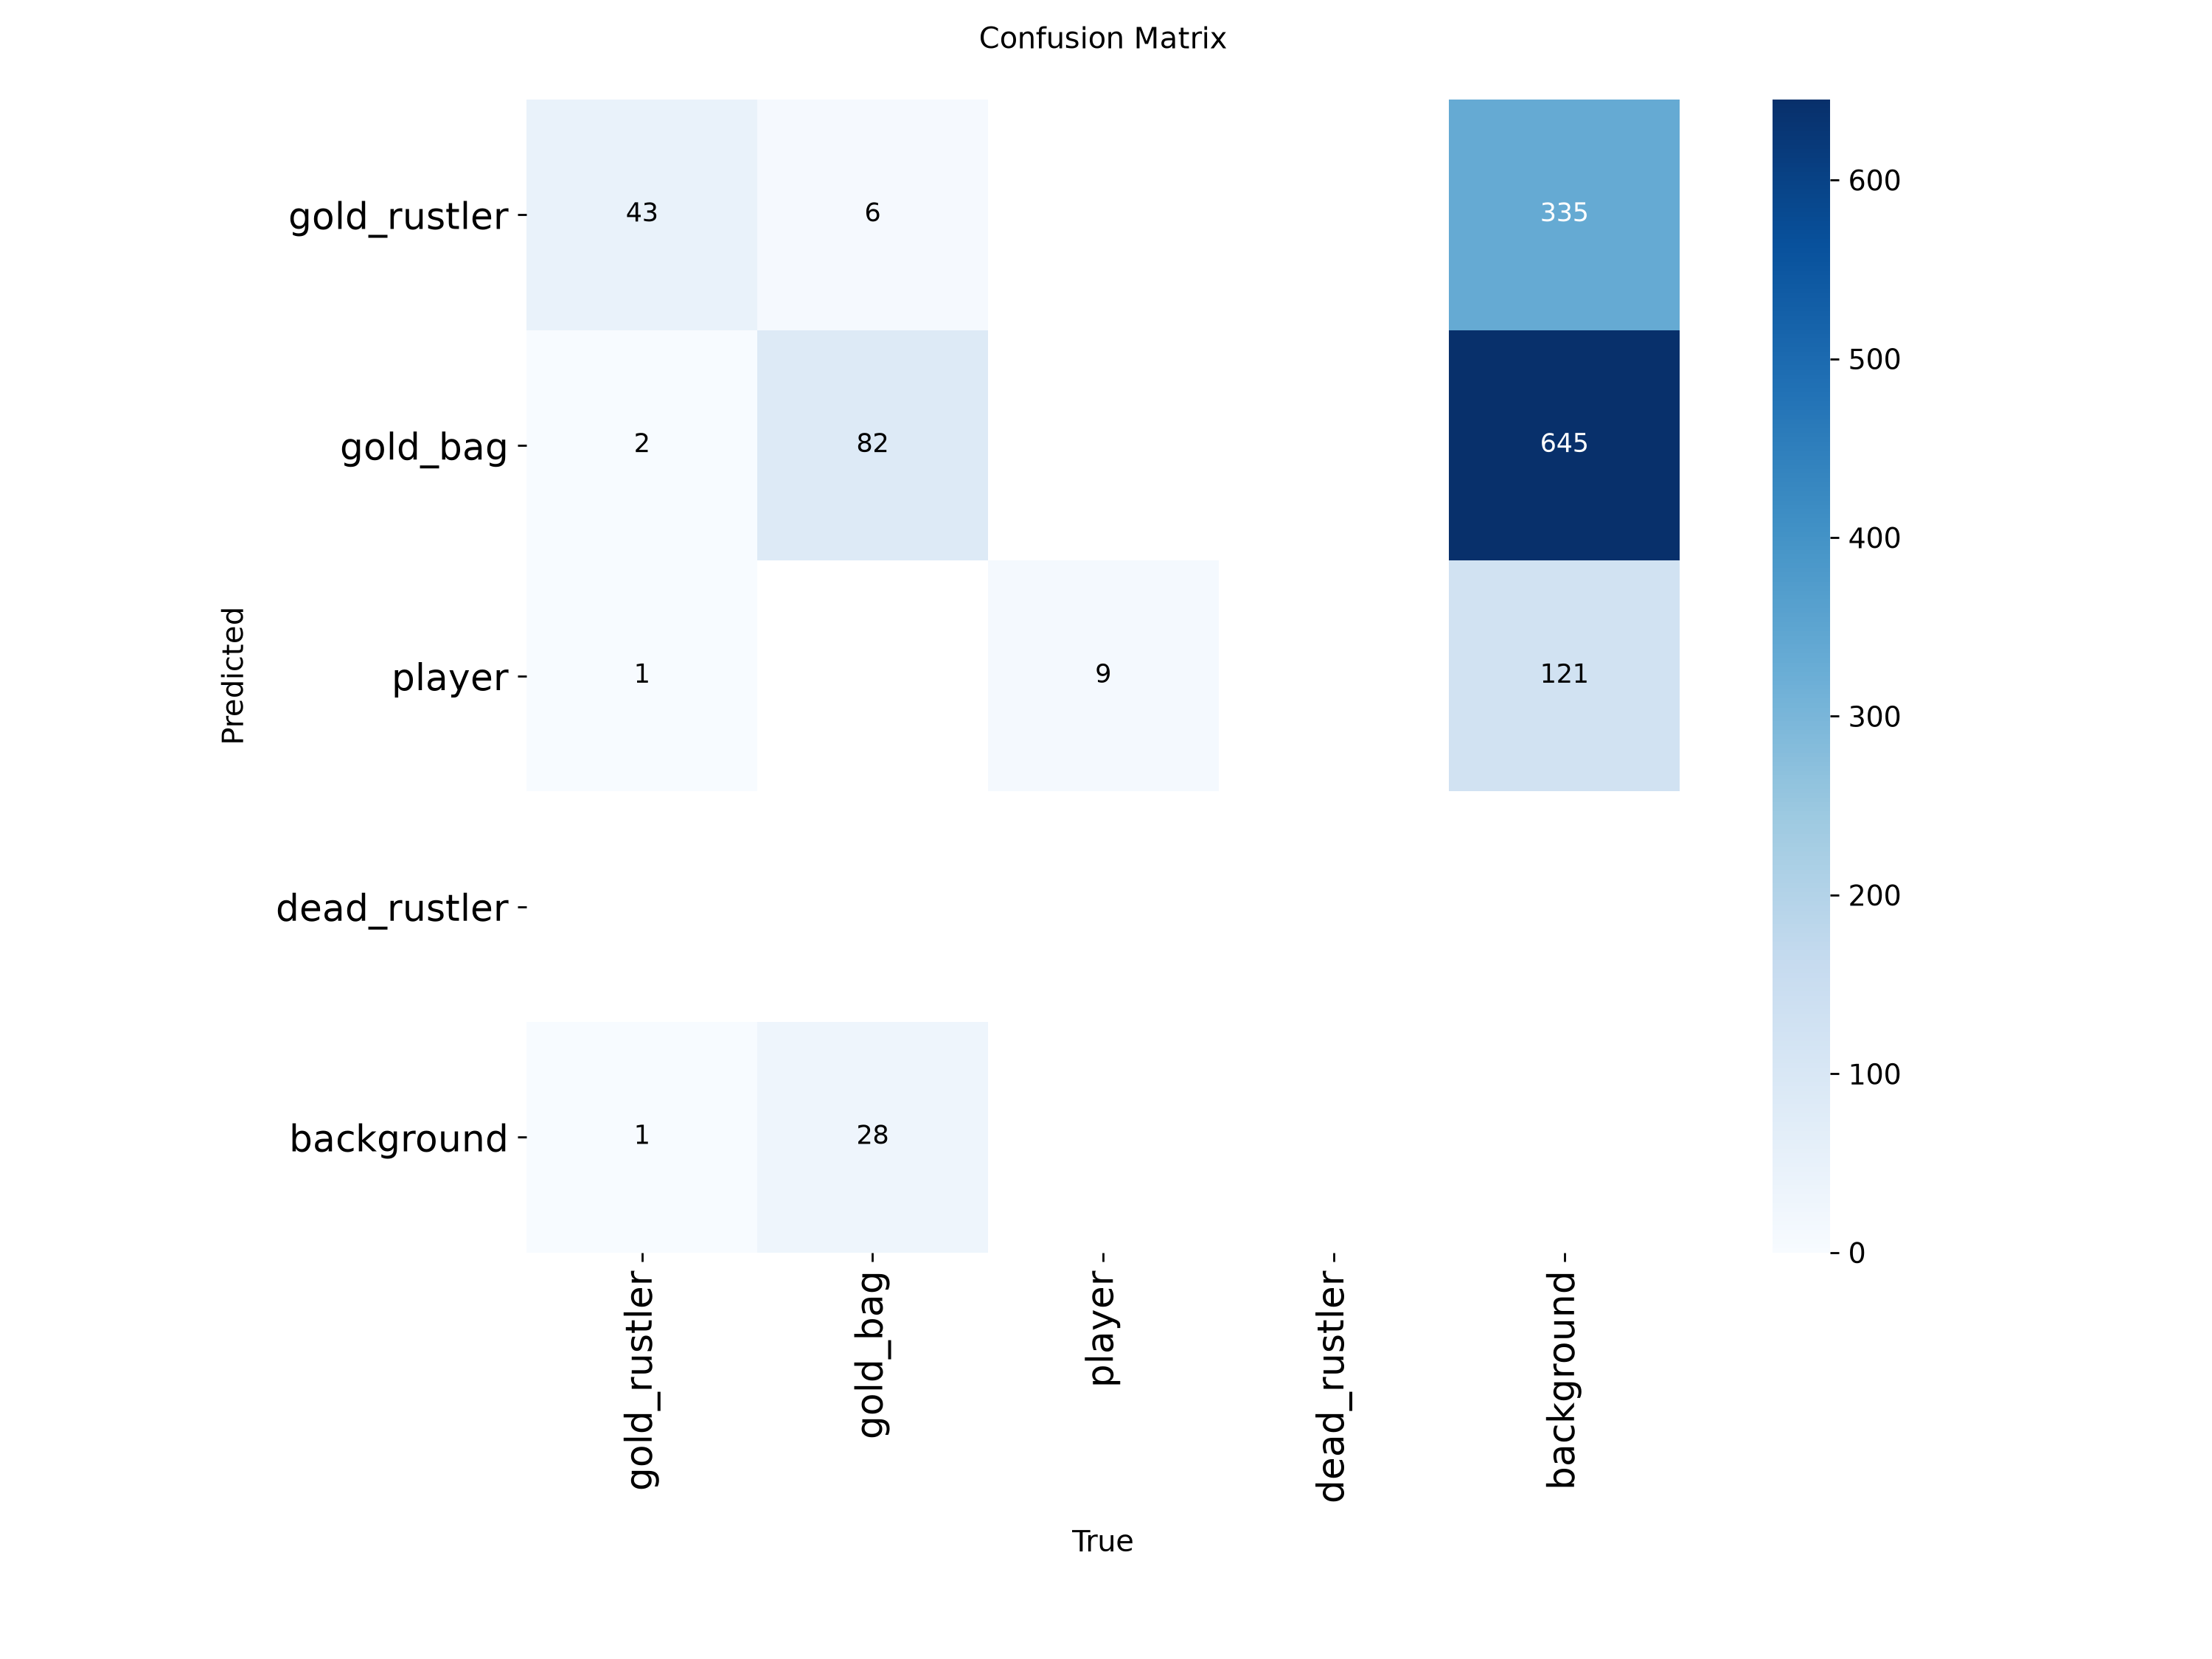 Confusion Matrix
gold_rustler 43 6 335
gold_bag 2 82 645
player 1 9 121
dead_rustler
background 1 28
Predicted
gold_rustler
gold_bag
player
dead_rustler
background
True
600
500
400
300
200
100
0